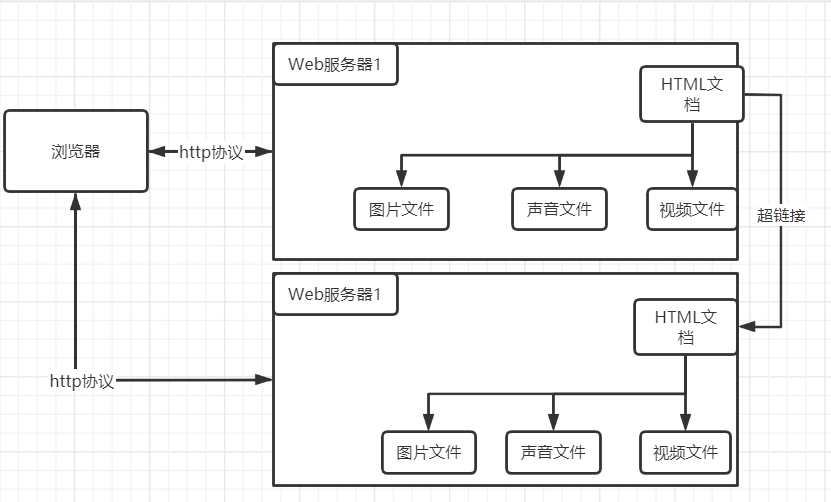 Web服务器1
HTML文
档
浏览器
http协议
图片文件
声音文件
视频文件
超链接
Web服务器1
HTML文
档
http协议
图片文件
声音文件
视频文件